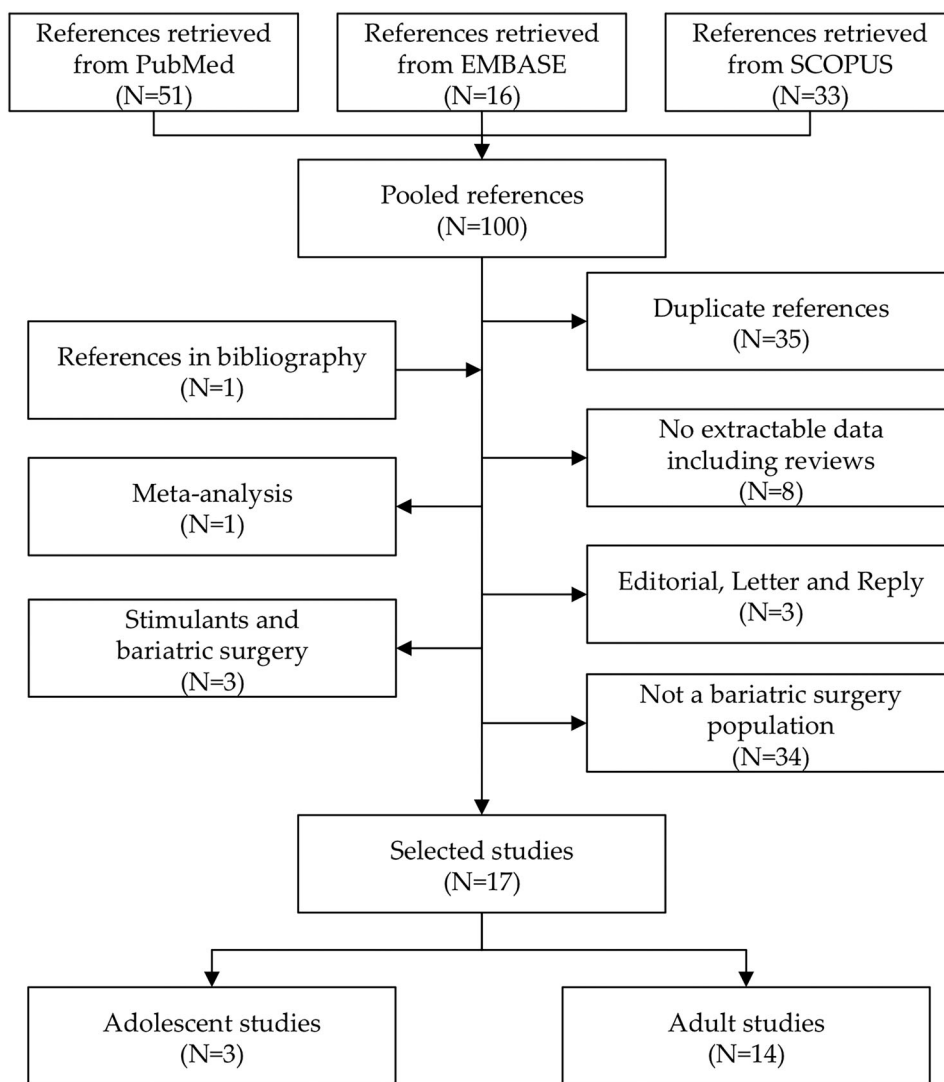 References retrieved
from PubMed
(N=51)
References retrieved
from EMBASE
(N=16)
References retrieved
from SCOPUS
(N=33)
Pooled references
(N=100)
Duplicate references
(N=35)
References in bibliography
(N=1)
No extractable data
including reviews
(N=8)
Meta-analysis
(N=1)
Editorial, Letter and Reply
(N=3)
Stimulants and
bariatric surgery
(N=3)
Not a bariatric surgery
population
(N=34)
Selected studies
(N=17)
Adolescent studies
(N=3)
Adult studies
(N=14)